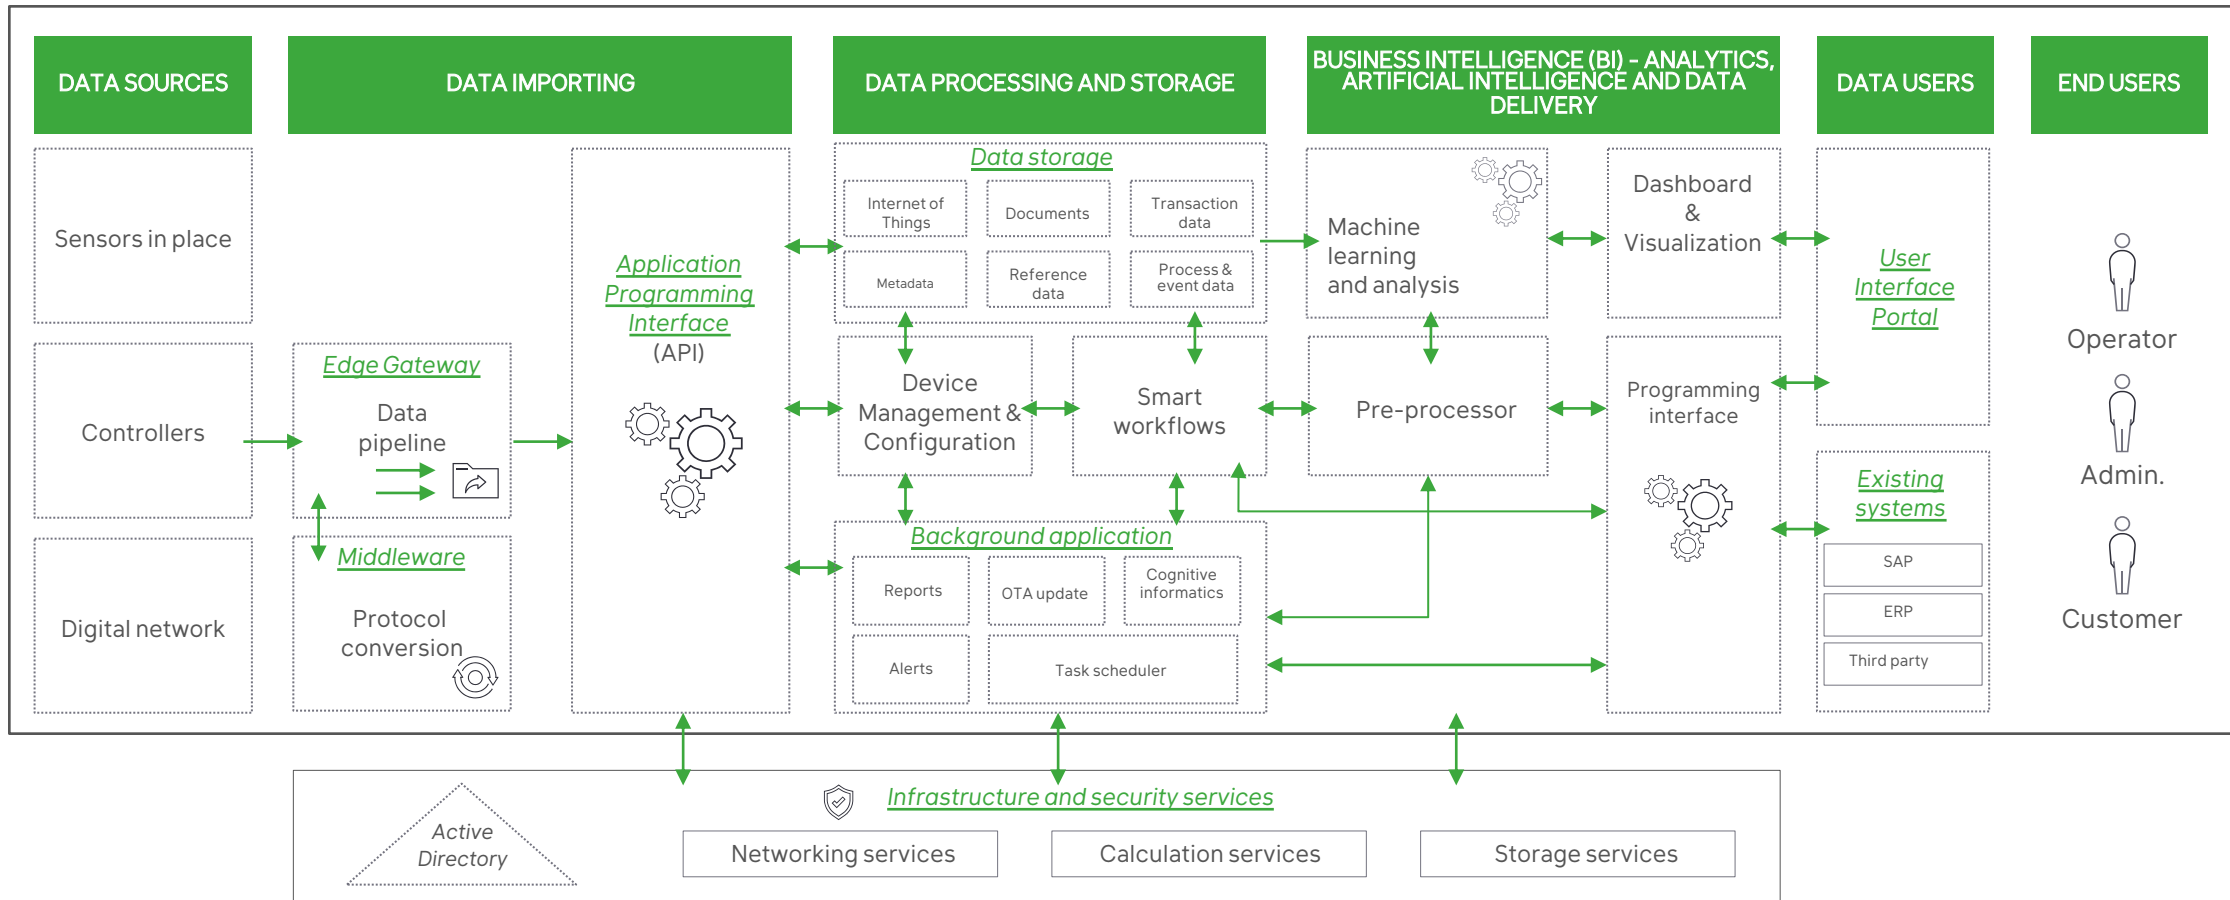 DATA SOURCES
DATA IMPORTING
DATA PROCESSING AND STORAGE
BUSINESS INTELLIGENCE (BI) - ANALYTICS,
ARTIFICIAL INTELLIGENCE AND DATA
DELIVERY
DATA USERS
END USERS
Sensors in place
Controllers
Digital network
Edge Gateway
Data
pipeline
Middleware
Protocol
conversion
Application
Programming
Interface
(API)
Data storage
Internet of
Things
Documents
Transaction
data
Metadata
Reference
data
Process &
event data
Device
Management &
Configuration
Smart
workflows
Background application
Reports
OTA update
Cognitive
informatics
Alerts
Task scheduler
Machine
learning
and analysis
Pre-processor
Dashboard
&
Visualization
Programming
interface
User
Interface
Portal
Existing
systems
SAP
ERP
Third party
Operator
Admin.
Customer
Infrastructure and security services
Active
Directory
Networking services
Calculation services
Storage services